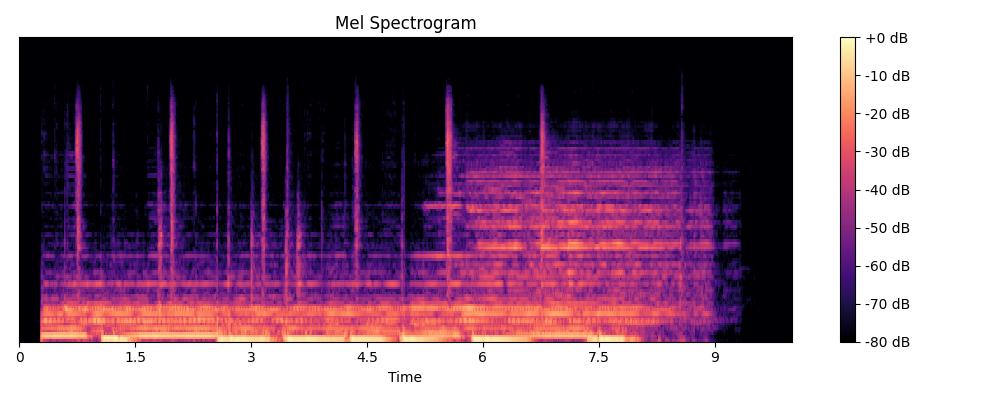 Mel Spectrogram
+0 dB
-10 dB
-20 dB
-30 dB
-40 dB
-50 dB
-60 dB
-70 dB
-80 dB
0 1.5 3 4.5 6 7.5 9
Time